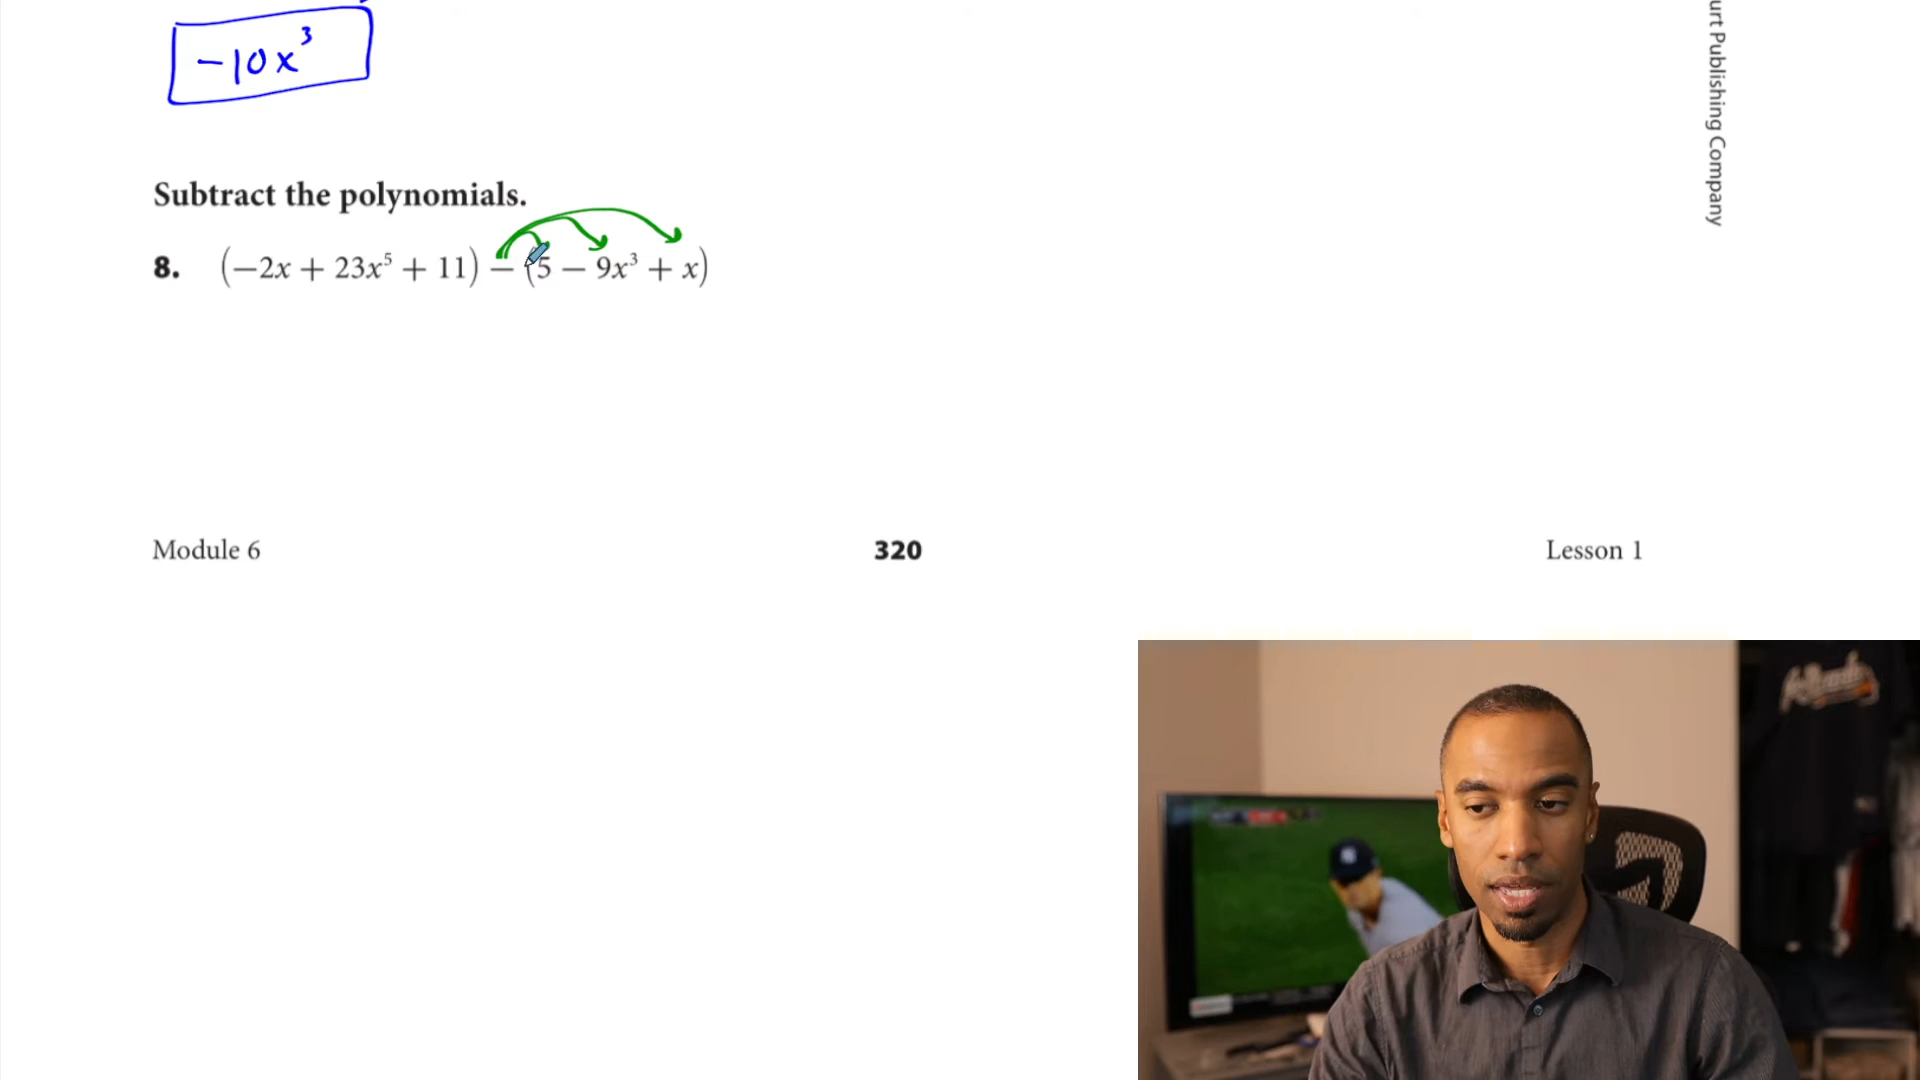 -10x³
Subtract the polynomials.
8. (−2x + 23x⁵ + 11) − (5 − 9x³ + x)
Module 6 320 Lesson 1
urt Publishing Company